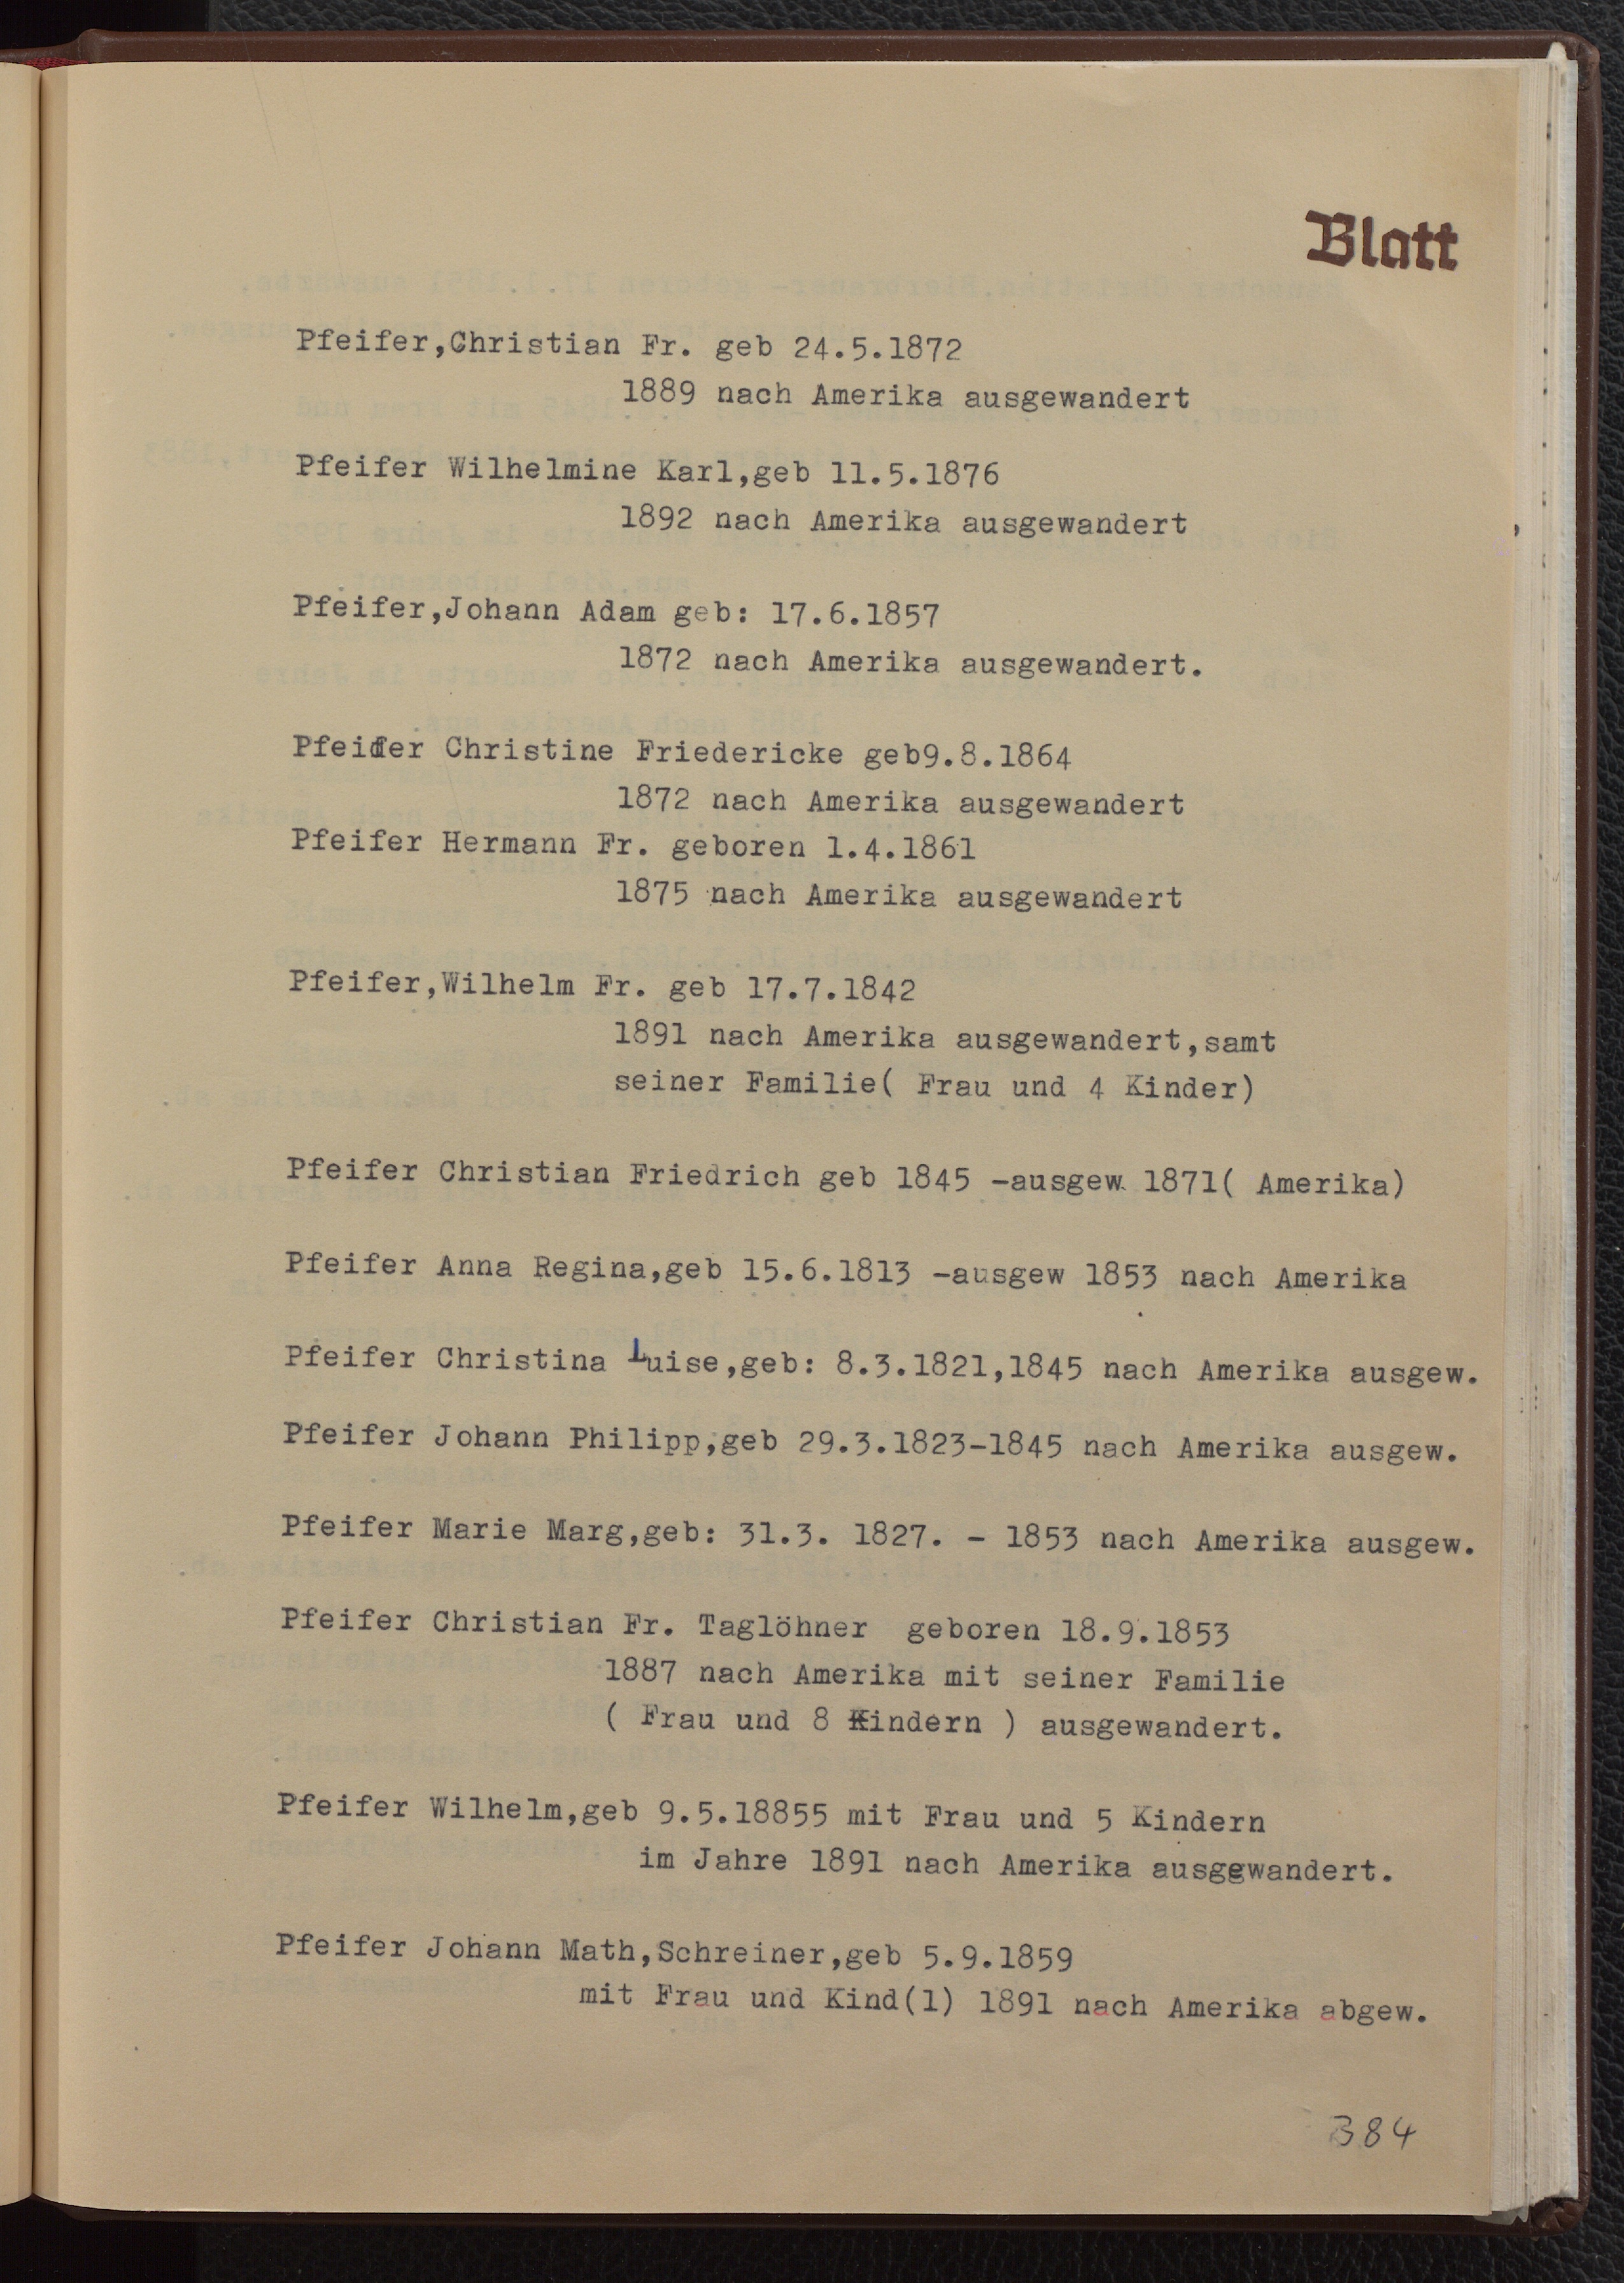 Blatt
Pfeifer,Christian Fr. geb 24.5.1872
1889 nach Amerika ausgewandert
Pfeifer Wilhelmine Karl,geb 11.5.1876
1892 nach Amerika ausgewandert
Pfeifer,Johann Adam geb: 17.6.1857
1872 nach Amerika ausgewandert.
Pfeifer Christine Friedericke geb9.8.1864
1872 nach Amerika ausgewandert
Pfeifer Hermann Fr. geboren 1.4.1861
1875 nach Amerika ausgewandert
Pfeifer,Wilhelm Fr. geb 17.7.1842
1891 nach Amerika ausgewandert,samt
seiner Familie( Frau und 4 Kinder)
Pfeifer Christian Friedrich geb 1845 -ausgew. 1871( Amerika)
Pfeifer Anna Regina,geb 15.6.1813 -ausgew 1853 nach Amerika
Pfeifer Christina Luise,geb: 8.3.1821,1845 nach Amerika ausgew.
Pfeifer Johann Philipp,geb 29.3.1823-1845 nach Amerika ausgew.
Pfeifer Marie Marg,geb: 31.3. 1827. - 1853 nach Amerika ausgew.
Pfeifer Christian Fr. Taglöhner geboren 18.9.1853
1887 nach Amerika mit seiner Familie
( Frau und 8 Kindern ) ausgewandert.
Pfeifer Wilhelm,geb 9.5.18855 mit Frau und 5 Kindern
im Jahre 1891 nach Amerika ausggwandert.
Pfeifer Johann Math,Schreiner,geb 5.9.1859
mit Frau und Kind(1) 1891 nach Amerika abgew.
384